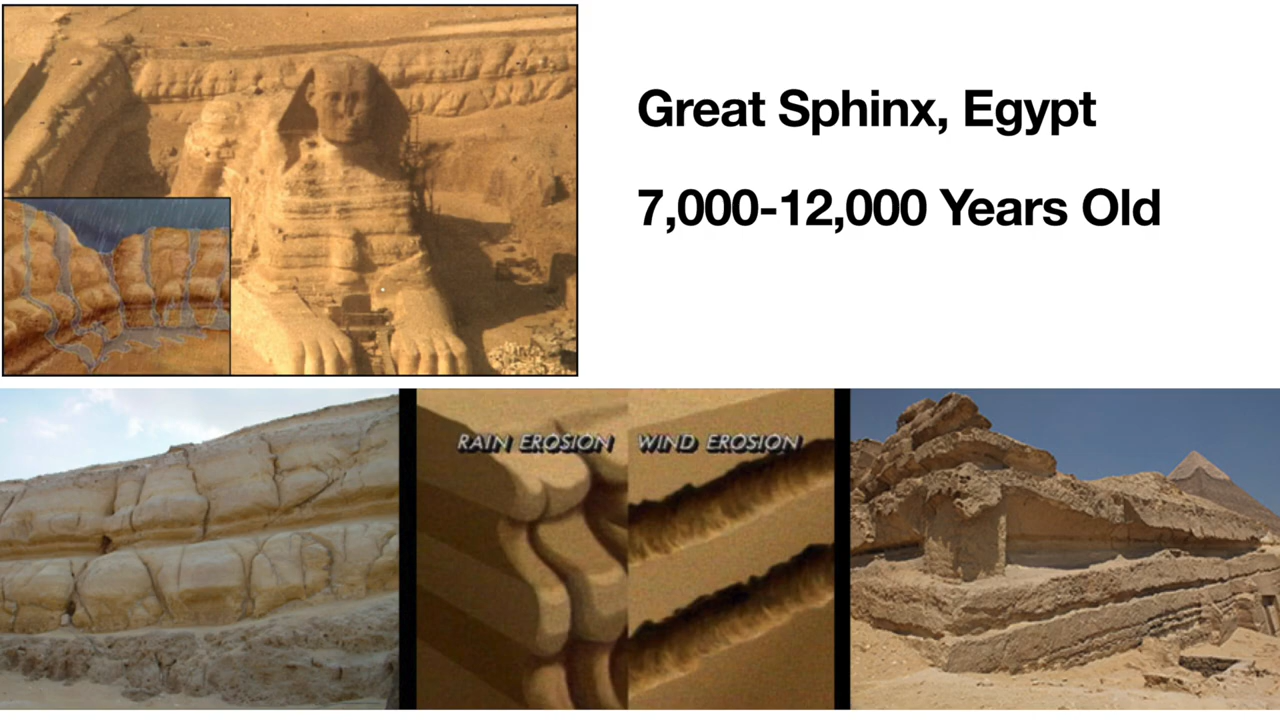 Great Sphinx, Egypt
7,000-12,000 Years Old
RAIN EROSION
WIND EROSION